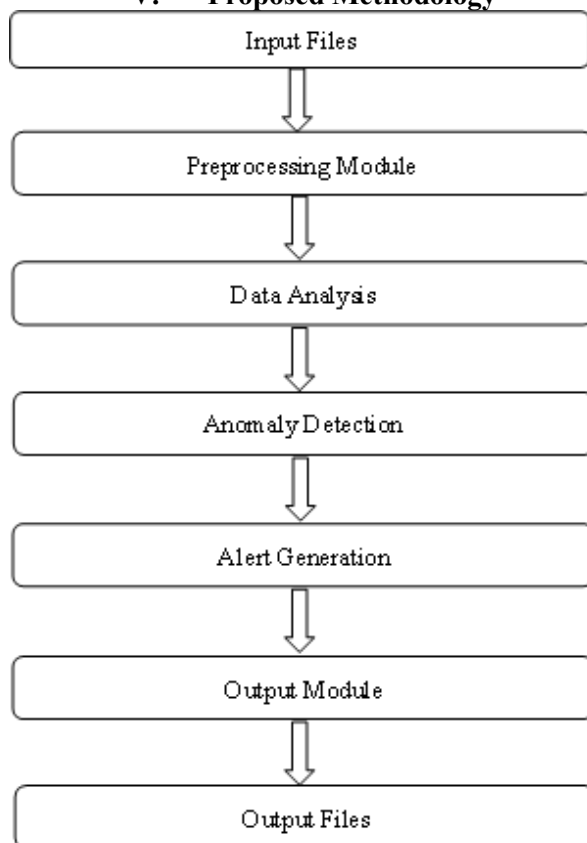 V. Proposed Methodology
Input Files
Preprocessing Module
Data Analysis
Anomaly Detection
Alert Generation
Output Module
Output Files